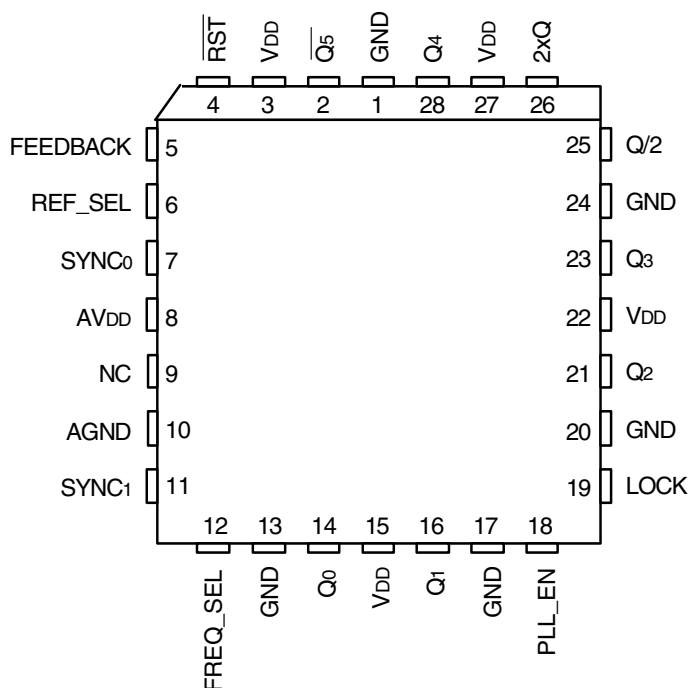 RST VDD Q5 GND Q4 VDD 2xQ
4 3 2 1 28 27 26
FEEDBACK 5
25 Q/2
REF_SEL 6
24 GND
SYNC0 7
23 Q3
AVDD 8
22 VDD
NC 9
21 Q2
AGND 10
20 GND
SYNC1 11
19 LOCK
12 13 14 15 16 17 18
FREQ_SEL GND Q0 VDD Q1 GND PLL_EN